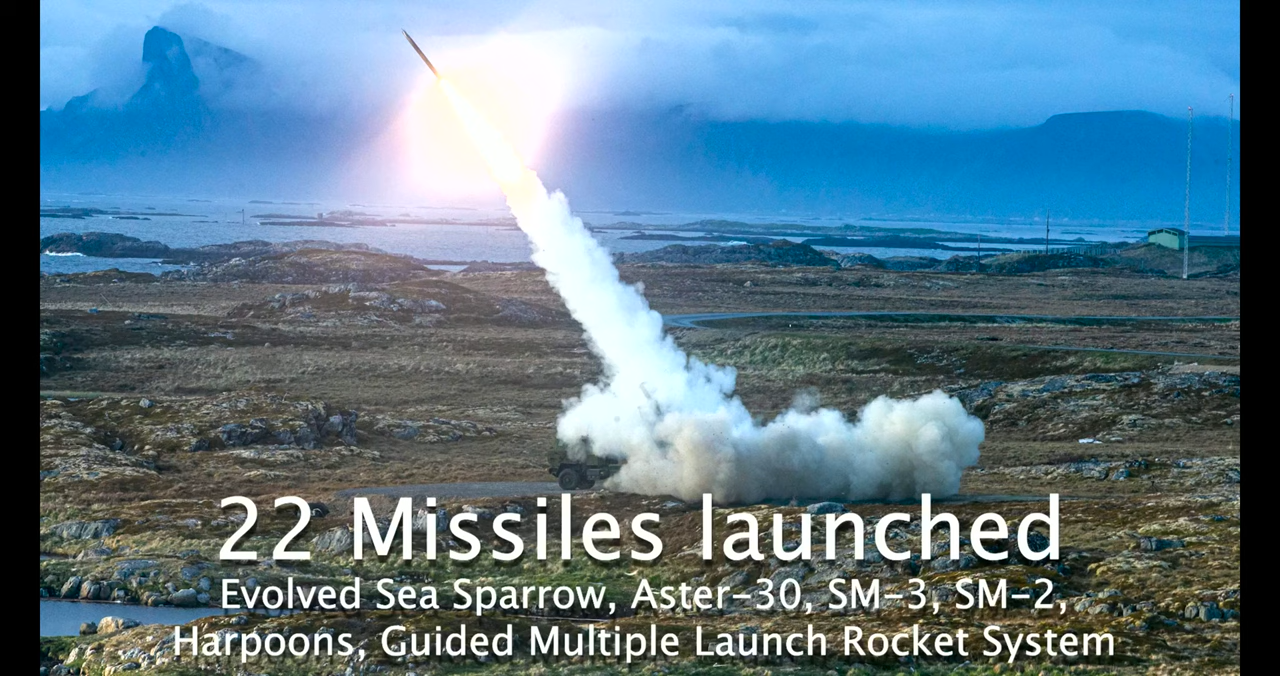 22 Missiles launched
Evolved Sea Sparrow, Aster-30, SM-3, SM-2,
Harpoons, Guided Multiple Launch Rocket System